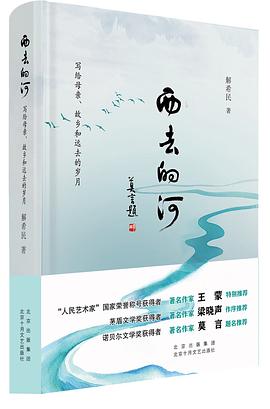 西去的河
写给母亲、故乡和远去的岁月
解希民 著
北京出版集团
北京十月文艺出版社
写给母亲、故乡和远去的岁月
解希民 著
西去的河
莫言题
“人民艺术家”国家荣誉称号获得者 著名作家 王 蒙 特别推荐
茅盾文学奖获得者 著名作家 梁晓声 作序推荐
诺贝尔文学奖获得者 著名作家 莫 言 题名推荐
北京出版集团
北京十月文艺出版社